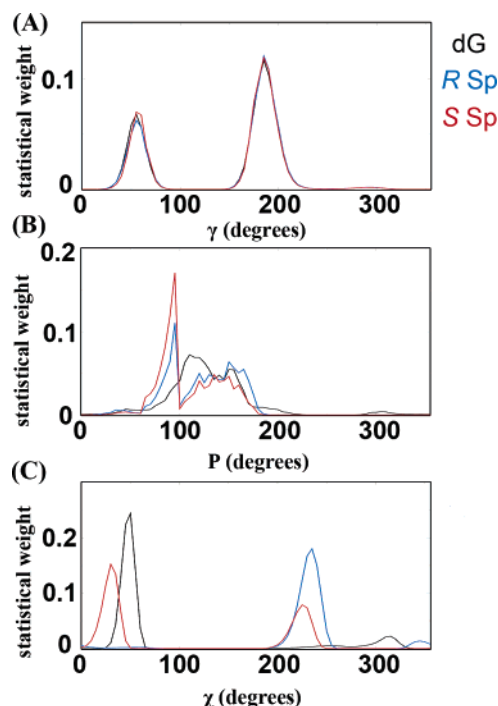 (A)
dG
R Sp
S Sp
statistical weight
0.1
0
0 100 200 300
γ (degrees)
(B)
statistical weight
0.2
0.1
0
0 100 200 300
P (degrees)
(C)
statistical weight
0.2
0.1
0
0 100 200 300
χ (degrees)